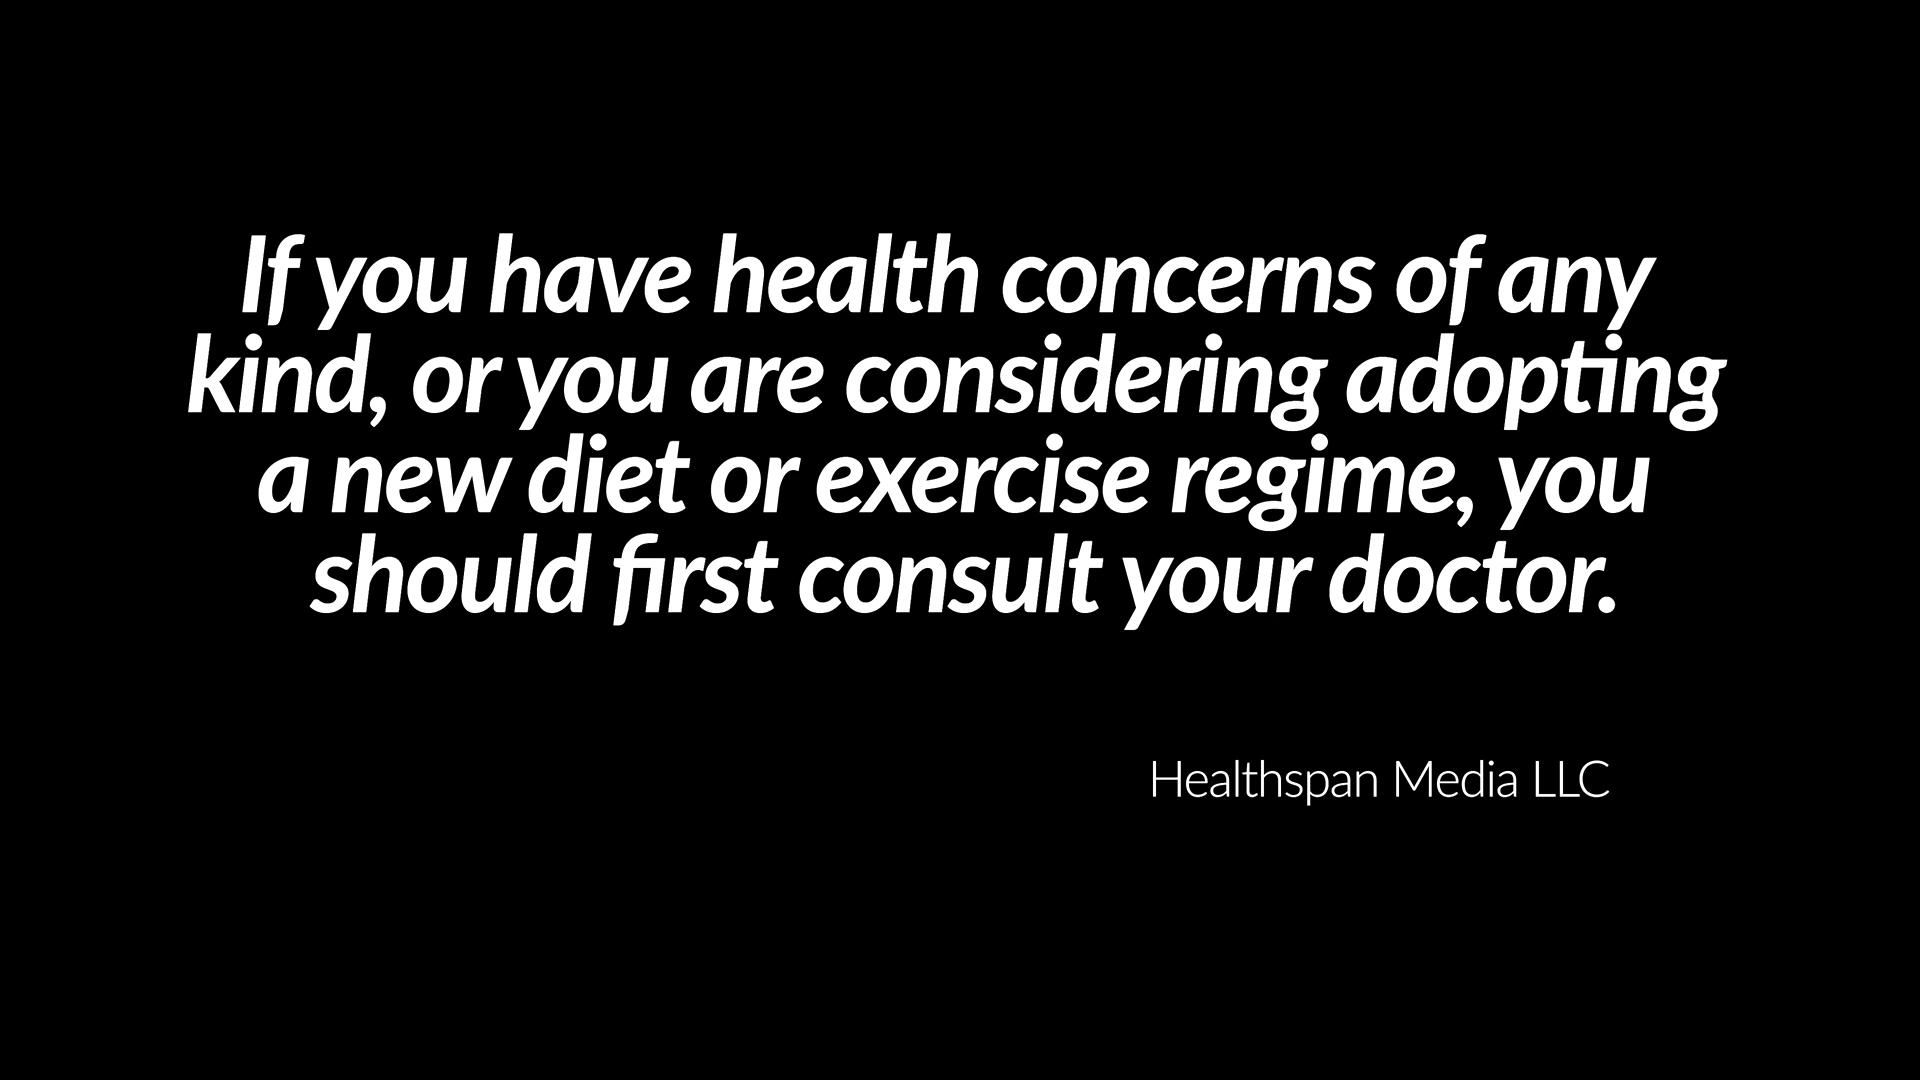 If you have health concerns of any
kind, or you are considering adopting
a new diet or exercise regime, you
should first consult your doctor.
Healthspan Media LLC